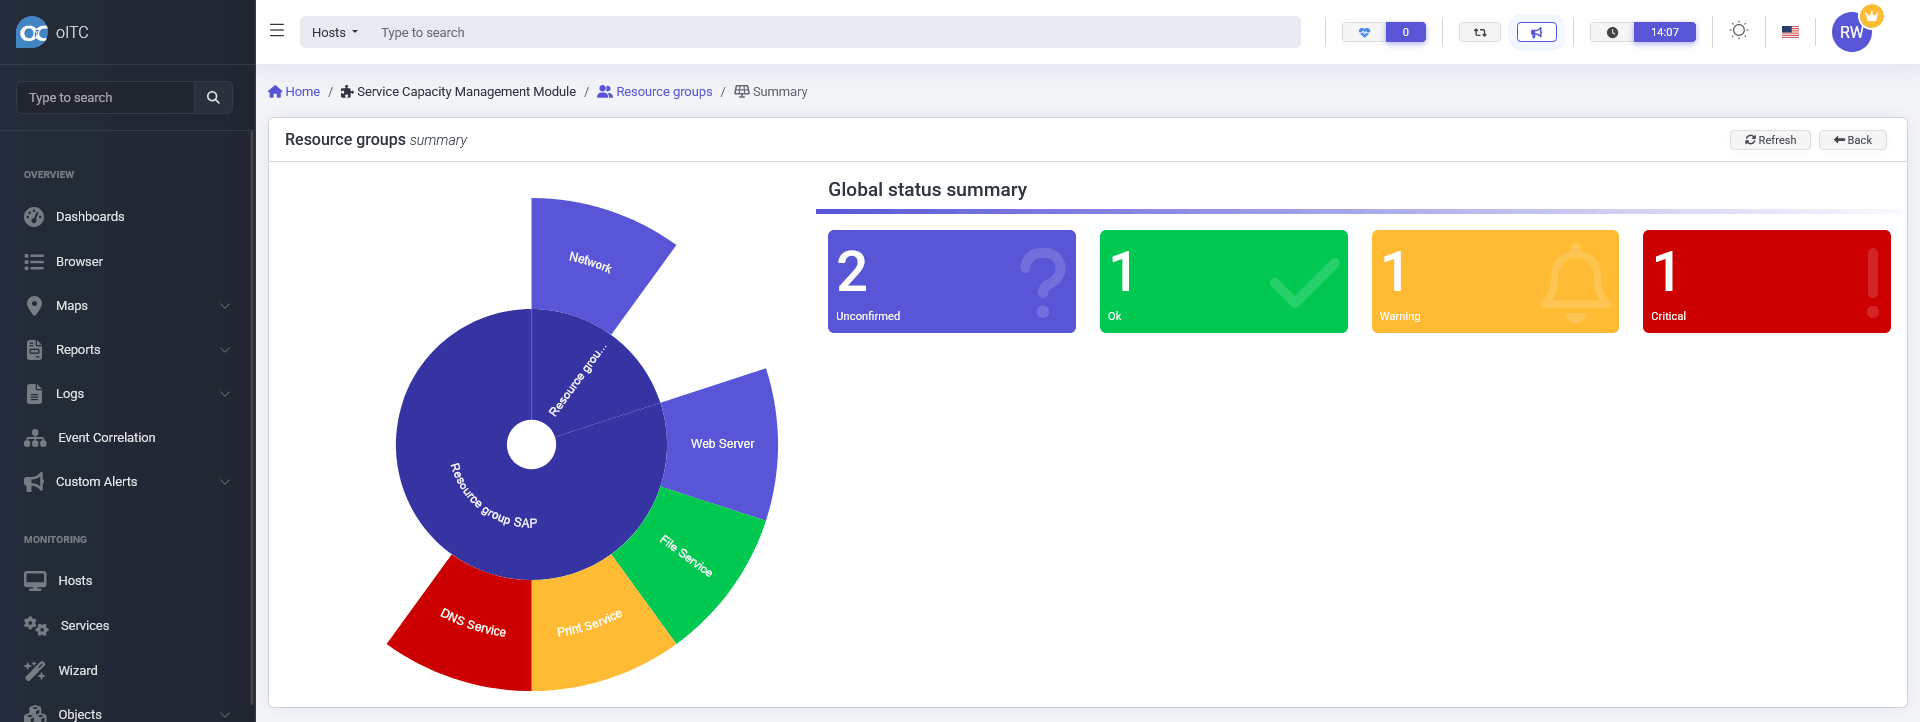 oITC
Hosts
Type to search
0
14:07
RW
Type to search
Home / Service Capacity Management Module / Resource groups / Summary
Resource groups summary
Refresh
Back
OVERVIEW
Dashboards
Browser
Maps
Reports
Logs
Event Correlation
Custom Alerts
MONITORING
Hosts
Services
Wizard
Objects
Network
Resource grou...
Web Server
Resource group SAP
File Service
Print Service
DNS Service
Global status summary
2
Unconfirmed
1
Ok
1
Warning
1
Critical